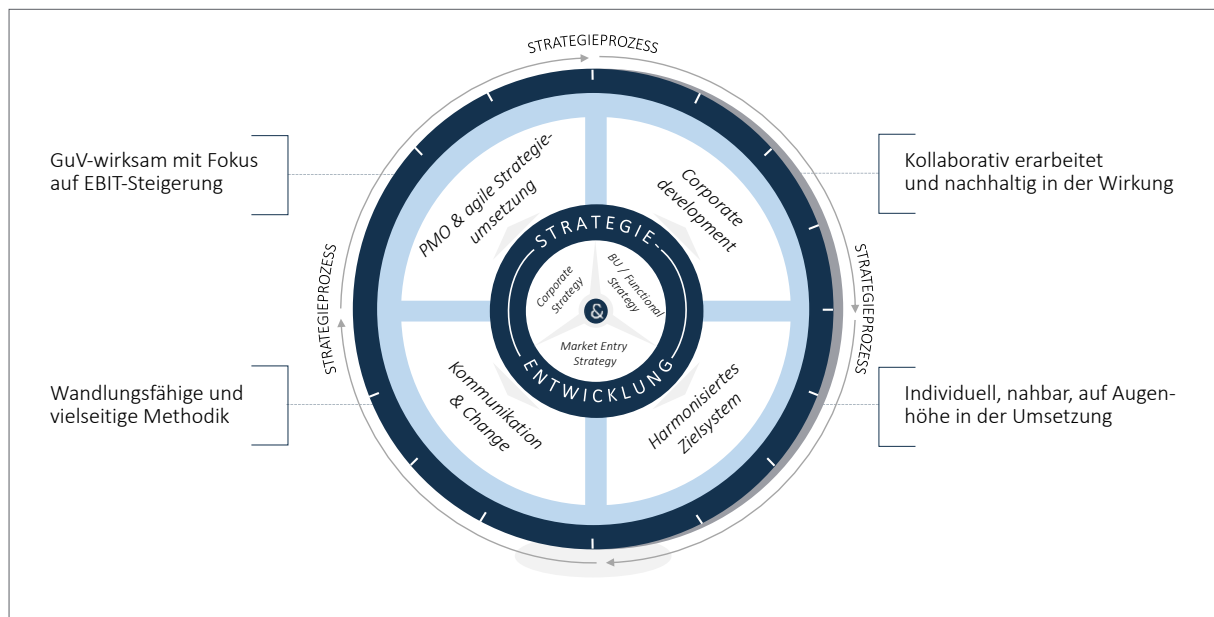 STRATEGIEPROZESS
GuV-wirksam mit Fokus
auf EBIT-Steigerung
Kollaborativ erarbeitet
und nachhaltig in der Wirkung
PMO & agile Strategie-
umsetzung
Corporate
development
STRATEGIEPROZESS
STRATEGIEPROZESS
STRATEGIE-
Corporate
Strategy
BU / Functional
Strategy
&
Market Entry
Strategy
ENTWICKLUNG
Wandlungsfähige und
vielseitige Methodik
Individuell, nahbar, auf Augen-
höhe in der Umsetzung
Kommunikation
& Change
Harmonisiertes
Zielsystem